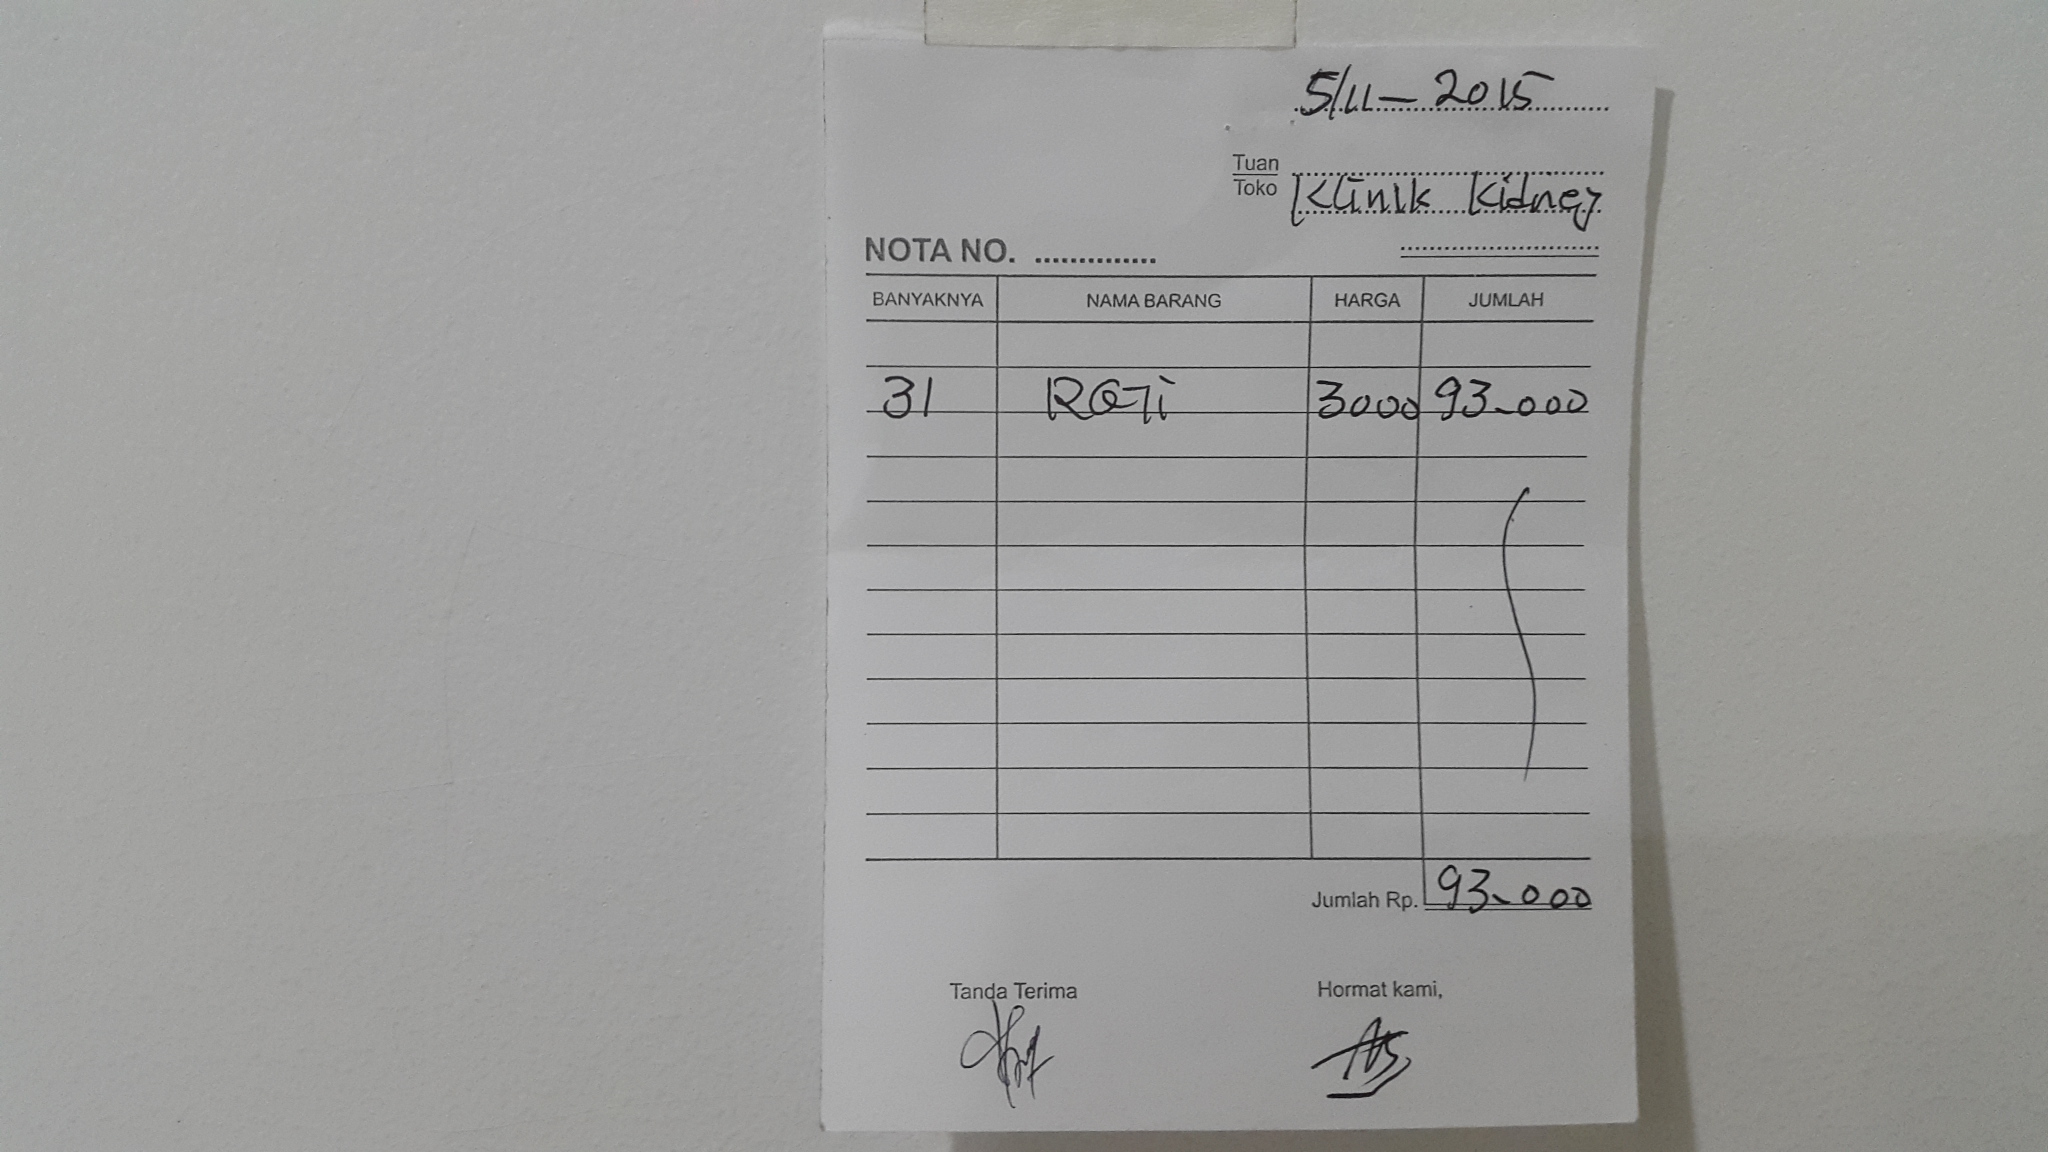 5/11-2015
Tuan
Toko Klinik Kidney
NOTA NO. ..............
BANYAKNYA NAMA BARANG HARGA JUMLAH
31 ROTi 3000 93-000
Jumlah Rp. 93-000
Tanda Terima Hormat kami,